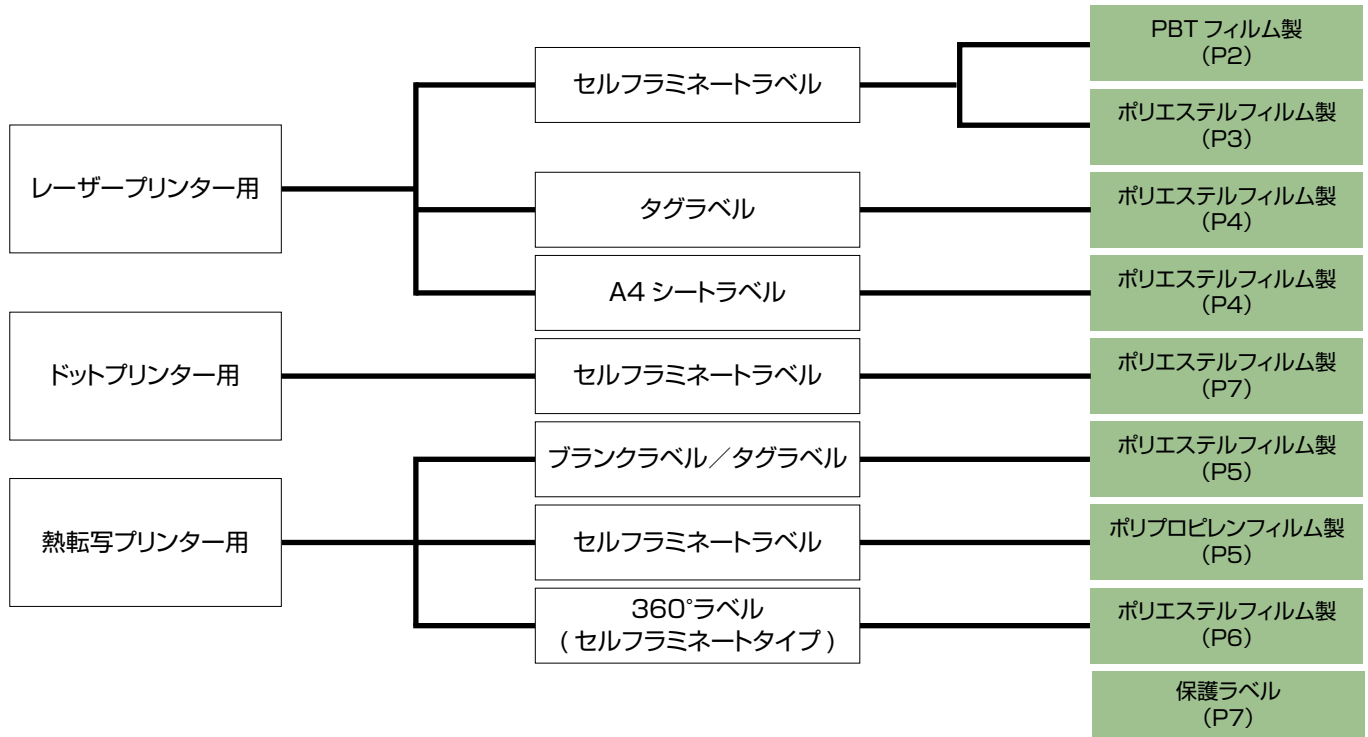 レーザープリンター用
セルフラミネートラベル
PBT フィルム製
（P2）
ポリエステルフィルム製
（P3）
タグラベル
ポリエステルフィルム製
（P4）
A4 シートラベル
ポリエステルフィルム製
（P4）
ドットプリンター用
セルフラミネートラベル
ポリエステルフィルム製
（P7）
熱転写プリンター用
ブランクラベル／タグラベル
ポリエステルフィルム製
（P5）
セルフラミネートラベル
ポリプロピレンフィルム製
（P5）
360°ラベル
( セルフラミネートタイプ )
ポリエステルフィルム製
（P6）
保護ラベル
（P7）